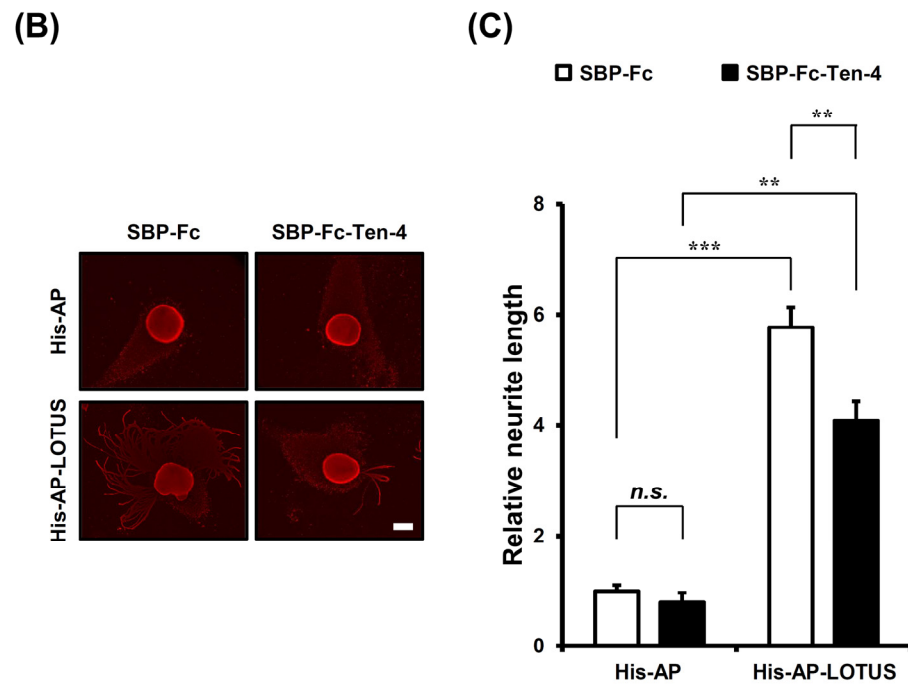 (B)
SBP-Fc SBP-Fc-Ten-4
His-AP
His-AP-LOTUS
(C)
SBP-Fc SBP-Fc-Ten-4
**
**
***
n.s.
Relative neurite length
8
6
4
2
0
His-AP His-AP-LOTUS